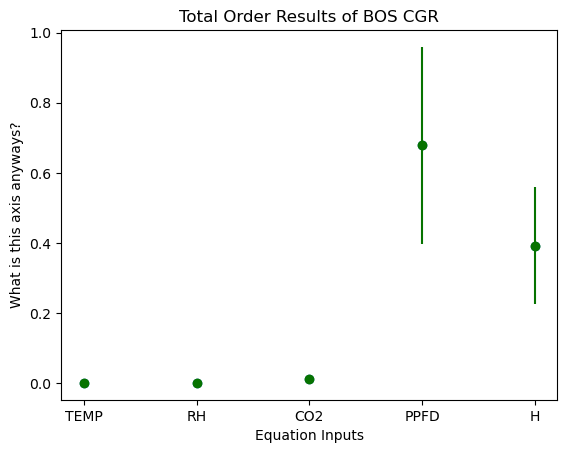 Total Order Results of BOS CGR
What is this axis anyways?
1.0
0.8
0.6
0.4
0.2
0.0
TEMP RH CO2 PPFD H
Equation Inputs